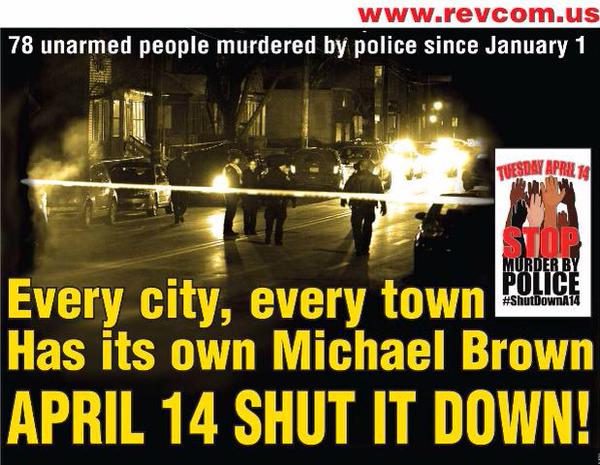 www.revcom.us
78 unarmed people murdered by police since January 1
TUESDAY APRIL 14
STOP
MURDER BY
POLICE
#ShutDownA14
Every city, every town
Has its own Michael Brown
APRIL 14 SHUT IT DOWN!